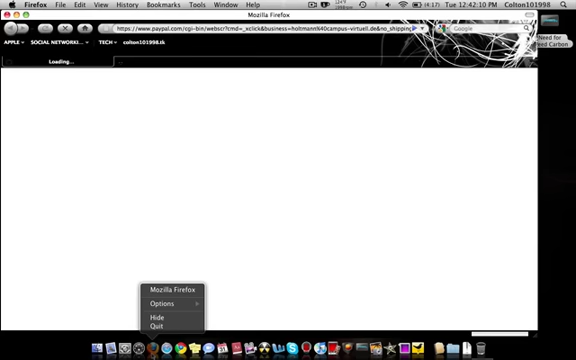 Firefox File Edit View History Bookmarks Tools Window Help (4:17) Tue 12:42:10 PM Colton101998
Mozilla Firefox
https://www.paypal.com/cgi-bin/webscr?cmd=_xclick&business=holtmann%40campus-virtuell.de&no_shipping Google
APPLE SOCIAL NETWORKI... TECH colton101998.tk
Need for
Loading...
Mozilla Firefox
Options
Hide
Quit